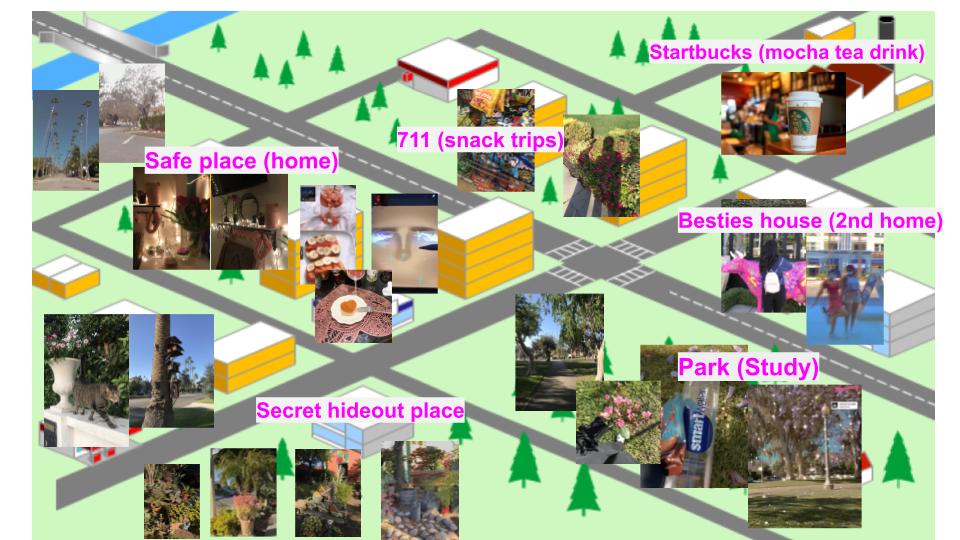 Startbucks (mocha tea drink)
711 (snack trips)
Safe place (home)
Besties house (2nd home)
Park (Study)
smart
Secret hideout place